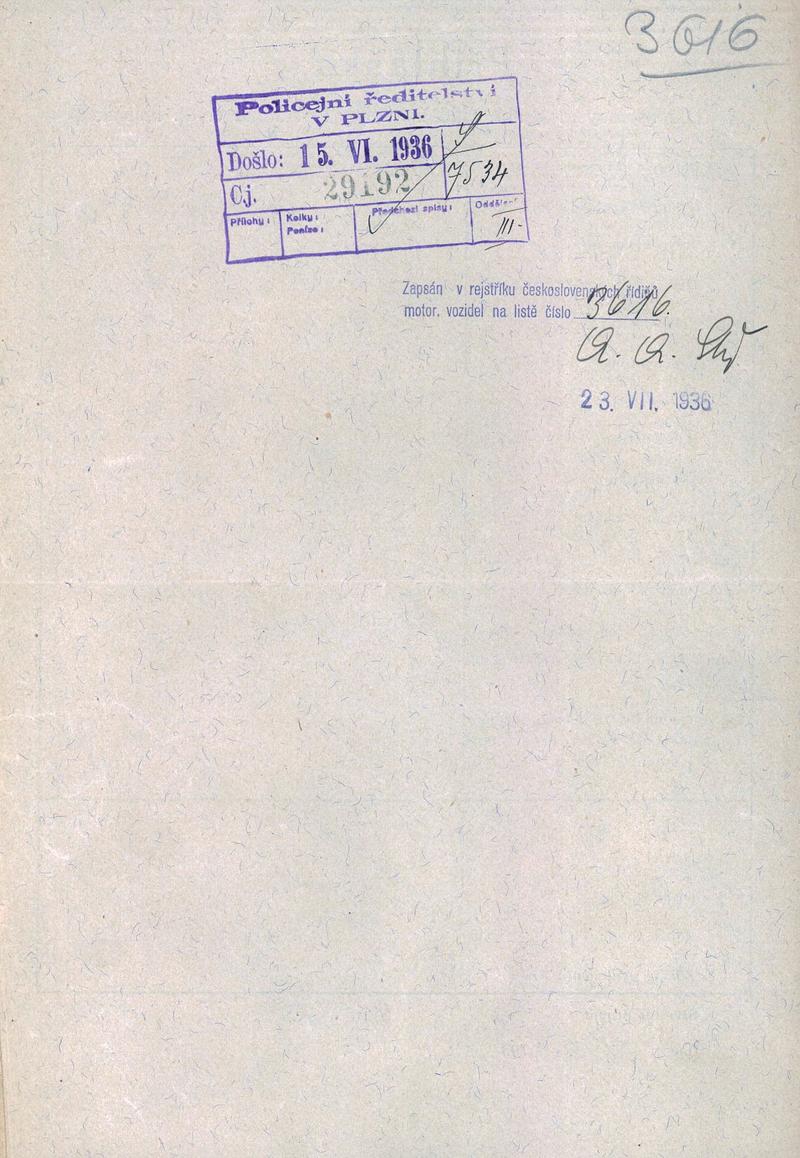 3616
Policejní ředitelství
V PLZNI.
Došlo: 15. VI. 1936
7534
Čj. 29192
Přílohy: Kolky: Předchozí spisy: Oddělení
Peníze: III-
Zapsán v rejstříku československých řidičů
motor. vozidel na listě číslo 3616.
a. a.
23. VII. 1936